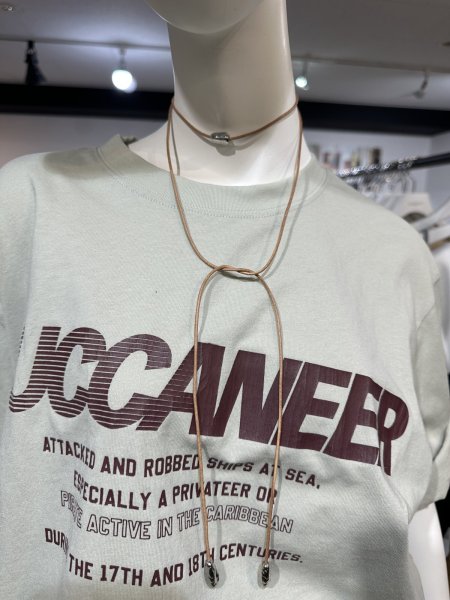 UCCANEER
ATTACKED AND ROBBED SHIPS AT SEA,
ESPECIALLY A PRIVATEER OR
ACTIVE IN THE CARIBBEAN
THE 17TH AND 18TH CENTURIES.